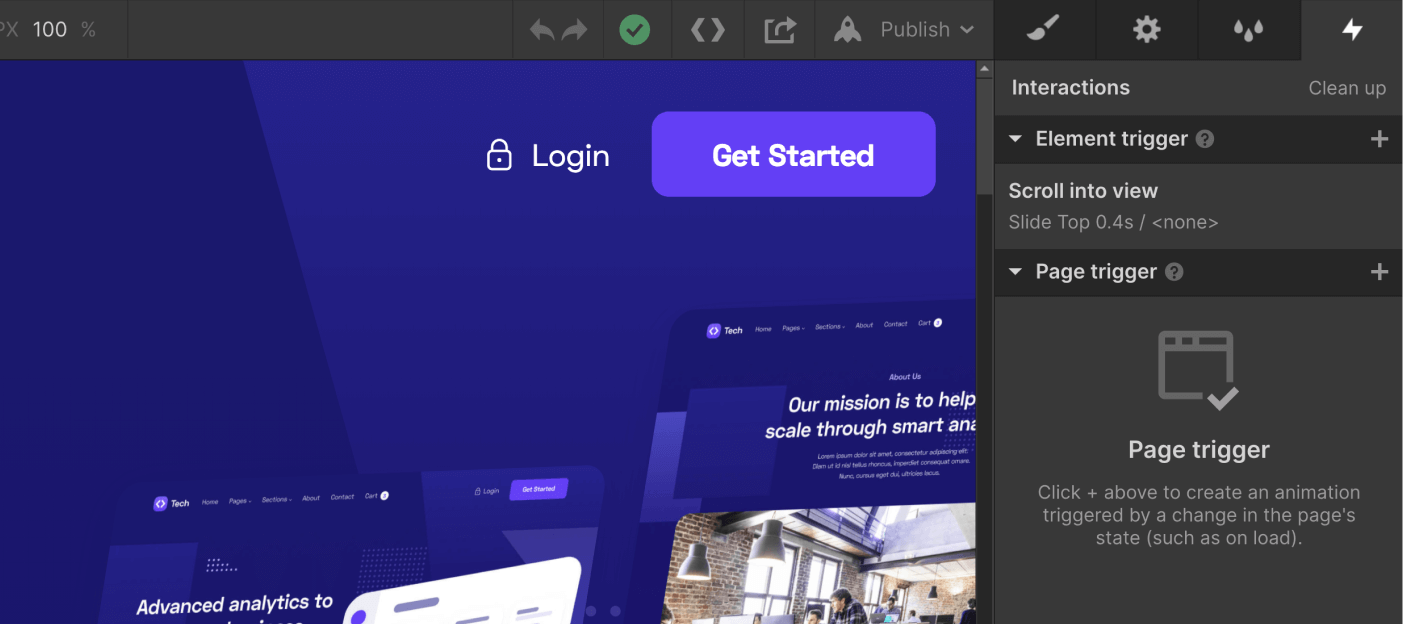 PX 100 %
Publish
Interactions
Clean up
Element trigger ?
Scroll into view
Slide Top 0.4s / <none>
Page trigger ?
Page trigger
Click + above to create an animation
triggered by a change in the page's
state (such as on load).
Login
Get Started
Tech Home Pages Sections About Contact Cart
About Us
Our mission is to help
scale through smart ana
Lorem ipsum dolor sit amet, consectetur adipiscing elit:
Diam ut id nisl tellus rhoncus, imperdiet consequat ornare.
Nunc, cursus eget dui, ultricies lacus.
Tech Home Pages Sections About Contact Cart
Login
Get Started
Advanced analytics to